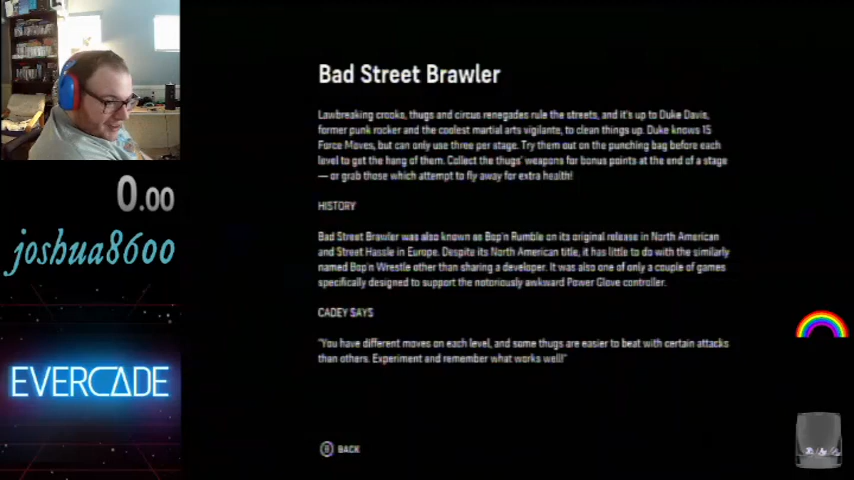 Bad Street Brawler
Lawbreaking crooks, thugs and circus renegades rule the streets, and it's up to Duke Davis,
former punk rocker and the coolest martial arts vigilante, to clean things up. Duke knows 15
Force Moves, but can only use three per stage. Try them out on the punching bag before each
level to get the hang of them. Collect the thugs' weapons for bonus points at the end of a stage
— or grab those which attempt to fly away for extra health!
HISTORY
Bad Street Brawler was also known as Bop'n Rumble on its original release in North American
and Street Hassle in Europe. Despite its North American title, it has little to do with the similarly
named Bop'n Wrestle other than sharing a developer. It was also one of only a couple of games
specifically designed to support the notoriously awkward Power Glove controller.
CADEY SAYS
"You have different moves on each level, and some thugs are easier to beat with certain attacks
than others. Experiment and remember what works well!"
B BACK
0.00
joshua8600
EVERCADE